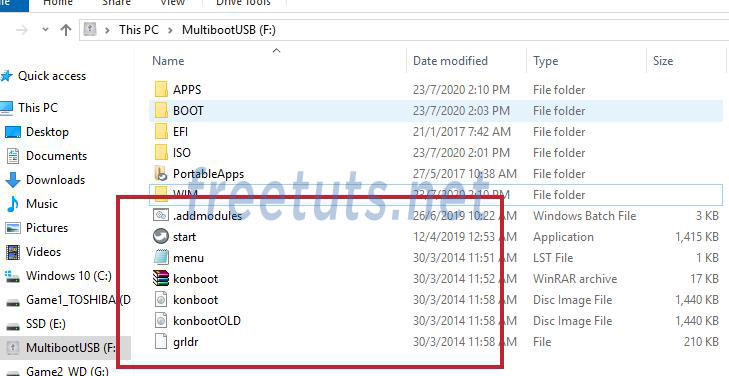 File
Home
Share
View
Drive Tools
This PC > MultibootUSB (F:)
Name Date modified Type Size
Quick access
This PC
Desktop
Documents
Downloads
Music
Pictures
Videos
Windows 10 (C:)
Game1_TOSHIBA (D
SSD (E:)
MultibootUSB (F:
Game2_WD (G:)
APPS 23/7/2020 2:10 PM File folder
BOOT 23/7/2020 2:03 PM File folder
EFI 21/1/2017 7:42 AM File folder
ISO 23/7/2020 2:01 PM File folder
PortableApps 27/5/2017 10:38 AM File folder
WIM 23/7/2020 2:10 PM File folder
.addmodules 26/6/2019 10:22 AM Windows Batch File 3 KB
start 12/4/2019 12:53 AM Application 1,415 KB
menu 30/3/2014 11:51 AM LST File 1 KB
konboot 30/3/2014 11:52 AM WinRAR archive 17 KB
konboot 30/3/2014 11:58 AM Disc Image File 1,440 KB
konbootOLD 30/3/2014 11:58 AM Disc Image File 1,440 KB
grldr 30/3/2014 11:58 AM File 210 KB
freetuts.net